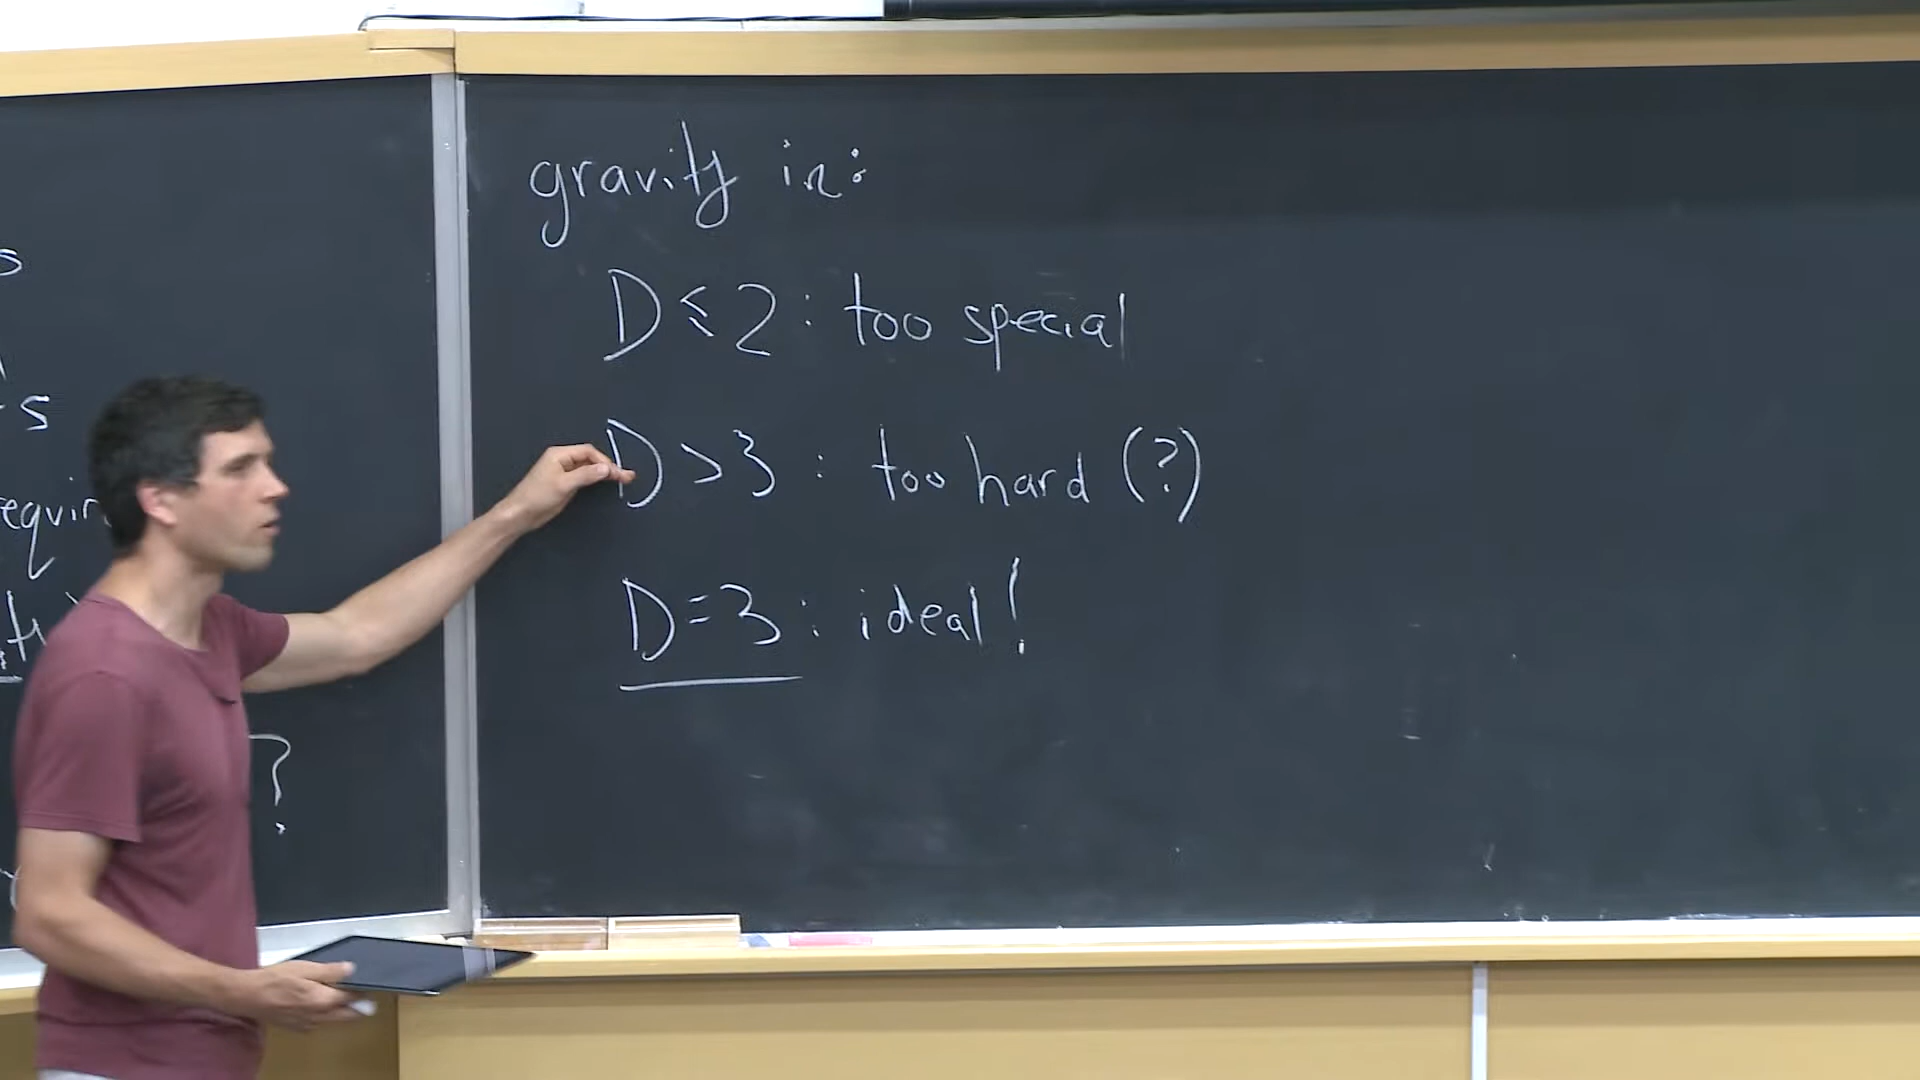 gravity in:
D ≤ 2 : too special
D > 3 : too hard (?)
D = 3 : ideal!
s
s
?